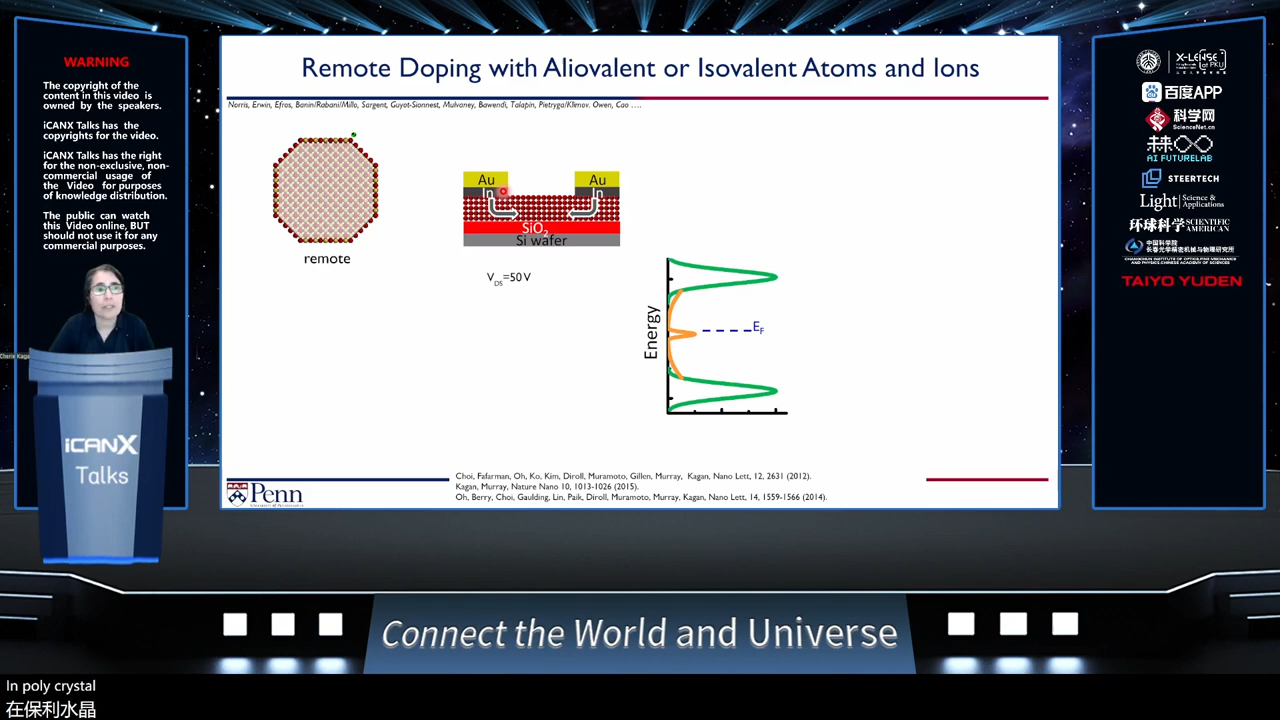 WARNING
The copyright of the
content in this video is
owned by the speakers.
iCANX Talks has the
copyrights for the video.
iCANX Talks has the right
for the non-exclusive, non-
commercial usage of
the Video for purposes
of knowledge distribution.
The public can watch
this Video online, BUT
should not use it for any
commercial purposes.
iCANX
Talks
Remote Doping with Aliovalent or Isovalent Atoms and Ions
Norris, Erwin, Efros, Banin/Rabani/Millo, Sargent, Guyot-Sionnest, Mulvaney, Bawendi, Talapin, Pietryga/Klimov. Owen, Cao ....
remote
Au
Au
In
In
SiO2
Si wafer
VDS=50 V
Energy
EF
Choi, Fafarman, Oh, Ko, Kim, Diroll, Muramoto, Gillen, Murray, Kagan, Nano Lett, 12, 2631 (2012).
Kagan, Murray, Nature Nano 10, 1013-1026 (2015).
Oh, Berry, Choi, Gaulding, Lin, Paik, Diroll, Muramoto, Murray, Kagan, Nano Lett, 14, 1559-1566 (2014).
Penn
X-LENSE
百度APP
科学网
ScienceNet.cn
AI FUTURELAB
STEERTECH
Light Science & Applications
环球科学 SCIENTIFIC AMERICAN
中国科学院
长春光学精密机械与物理研究所
TAIYO YUDEN
Connect the World and Universe
In poly crystal
在保利水晶